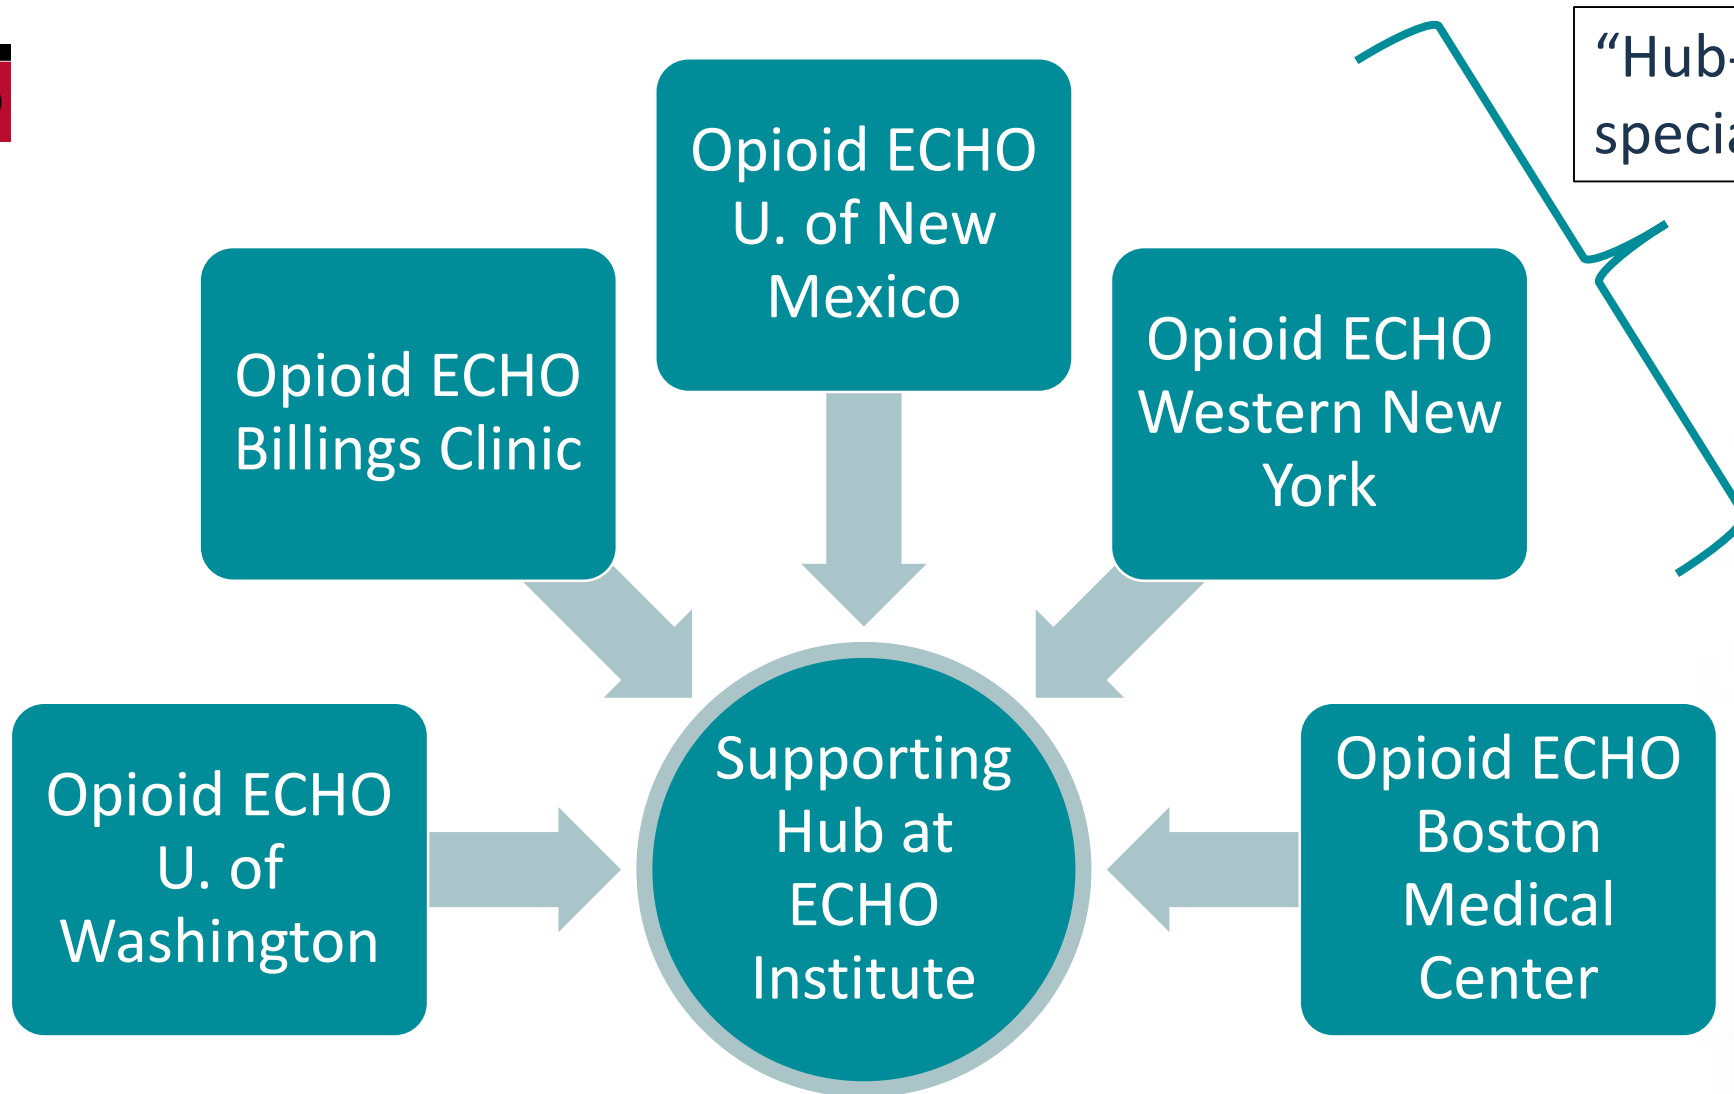 “Hub-
Opioid ECHO
U. of New
Mexico
Opioid ECHO
Billings Clinic
Opioid ECHO
Western New
York
Opioid ECHO
U. of
Washington
Supporting
Hub at
ECHO
Institute
Opioid ECHO
Boston
Medical
Center